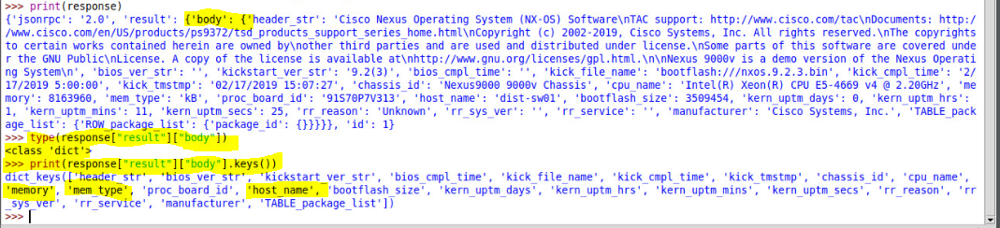 >>> print(response)
{'jsonrpc': '2.0', 'result': {'body': {'header_str': 'Cisco Nexus Operating System (NX-OS) Software\nTAC support: http://www.cisco.com/tac\nDocuments: http:/
/www.cisco.com/en/US/products/ps9372/tsd_products_support_series_home.html\nCopyright (c) 2002-2019, Cisco Systems, Inc. All rights reserved.\nThe copyrights
to certain works contained herein are owned by\nother third parties and are used and distributed under license.\nSome parts of this software are covered unde
r the GNU Public\nLicense. A copy of the license is available at\nhttp://www.gnu.org/licenses/gpl.html.\n\nNexus 9000v is a demo version of the Nexus Operati
ng System\n', 'bios_ver_str': '', 'kickstart_ver_str': '9.2(3)', 'bios_cmpl_time': '', 'kick_file_name': 'bootflash:///nxos.9.2.3.bin', 'kick_cmpl_time': ' 2/
17/2019 5:00:00', 'kick_tmstmp': '02/17/2019 15:07:27', 'chassis_id': 'Nexus9000 9000v Chassis', 'cpu_name': 'Intel(R) Xeon(R) CPU E5-4669 v4 @ 2.20GHz', 'me
mory': 8163960, 'mem_type': 'kB', 'proc_board_id': '91S70P7V313', 'host_name': 'dist-sw01', 'bootflash_size': 3509454, 'kern_uptm_days': 0, 'kern_uptm_hrs':
1, 'kern_uptm_mins': 11, 'kern_uptm_secs': 25, 'rr_reason': 'Unknown', 'rr_sys_ver': '', 'rr_service': '', 'manufacturer': 'Cisco Systems, Inc.', 'TABLE_pack
age_list': {'ROW_package_list': {'package_id': {}}}}}, 'id': 1}
>>> type(response["result"]["body"])
<class 'dict'>
>>> print(response["result"]["body"].keys())
dict_keys(['header_str', 'bios_ver_str', 'kickstart_ver_str', 'bios_cmpl_time', 'kick_file_name', 'kick_cmpl_time', 'kick_tmstmp', 'chassis_id', 'cpu_name',
'memory', 'mem_type', 'proc_board_id', 'host_name', 'bootflash_size', 'kern_uptm_days', 'kern_uptm_hrs', 'kern_uptm_mins', 'kern_uptm_secs', 'rr_reason', 'rr
_sys_ver', 'rr_service', 'manufacturer', 'TABLE_package_list'])
>>>